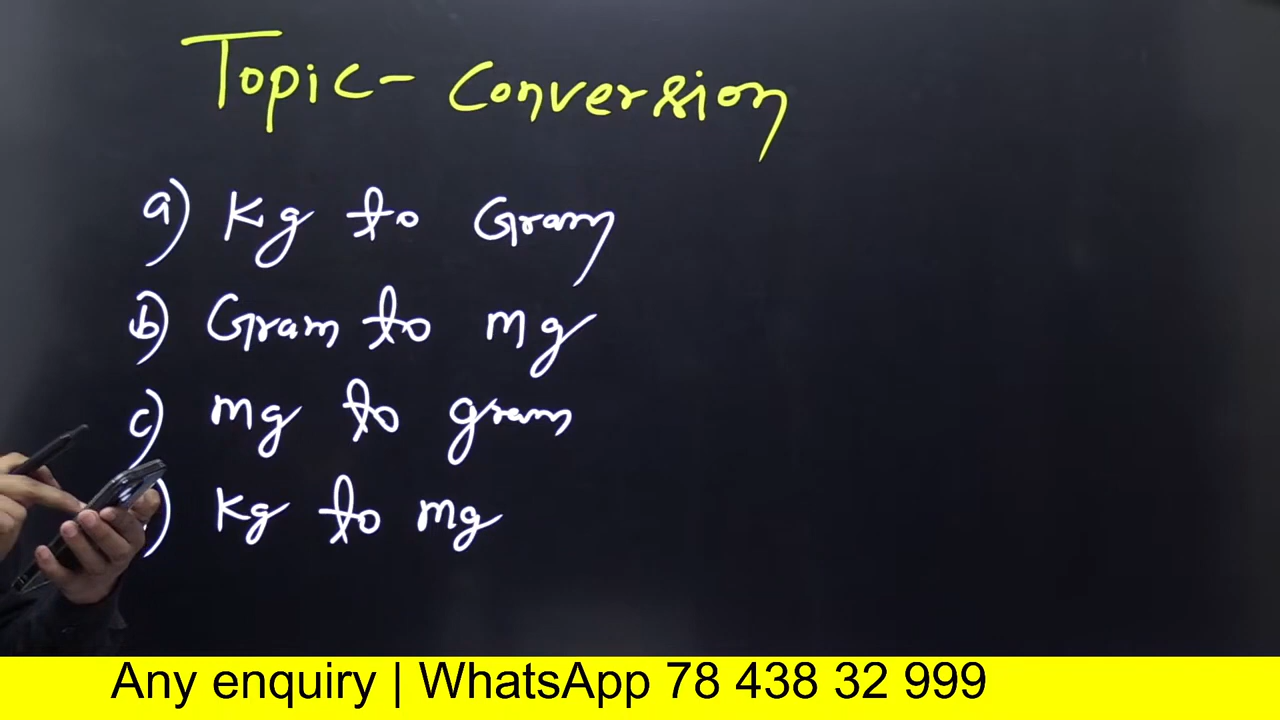 Topic- Conversion
a) Kg to Gram
b) Gram to mg
c) mg to gram
) Kg to mg
Any enquiry | WhatsApp 78 438 32 999